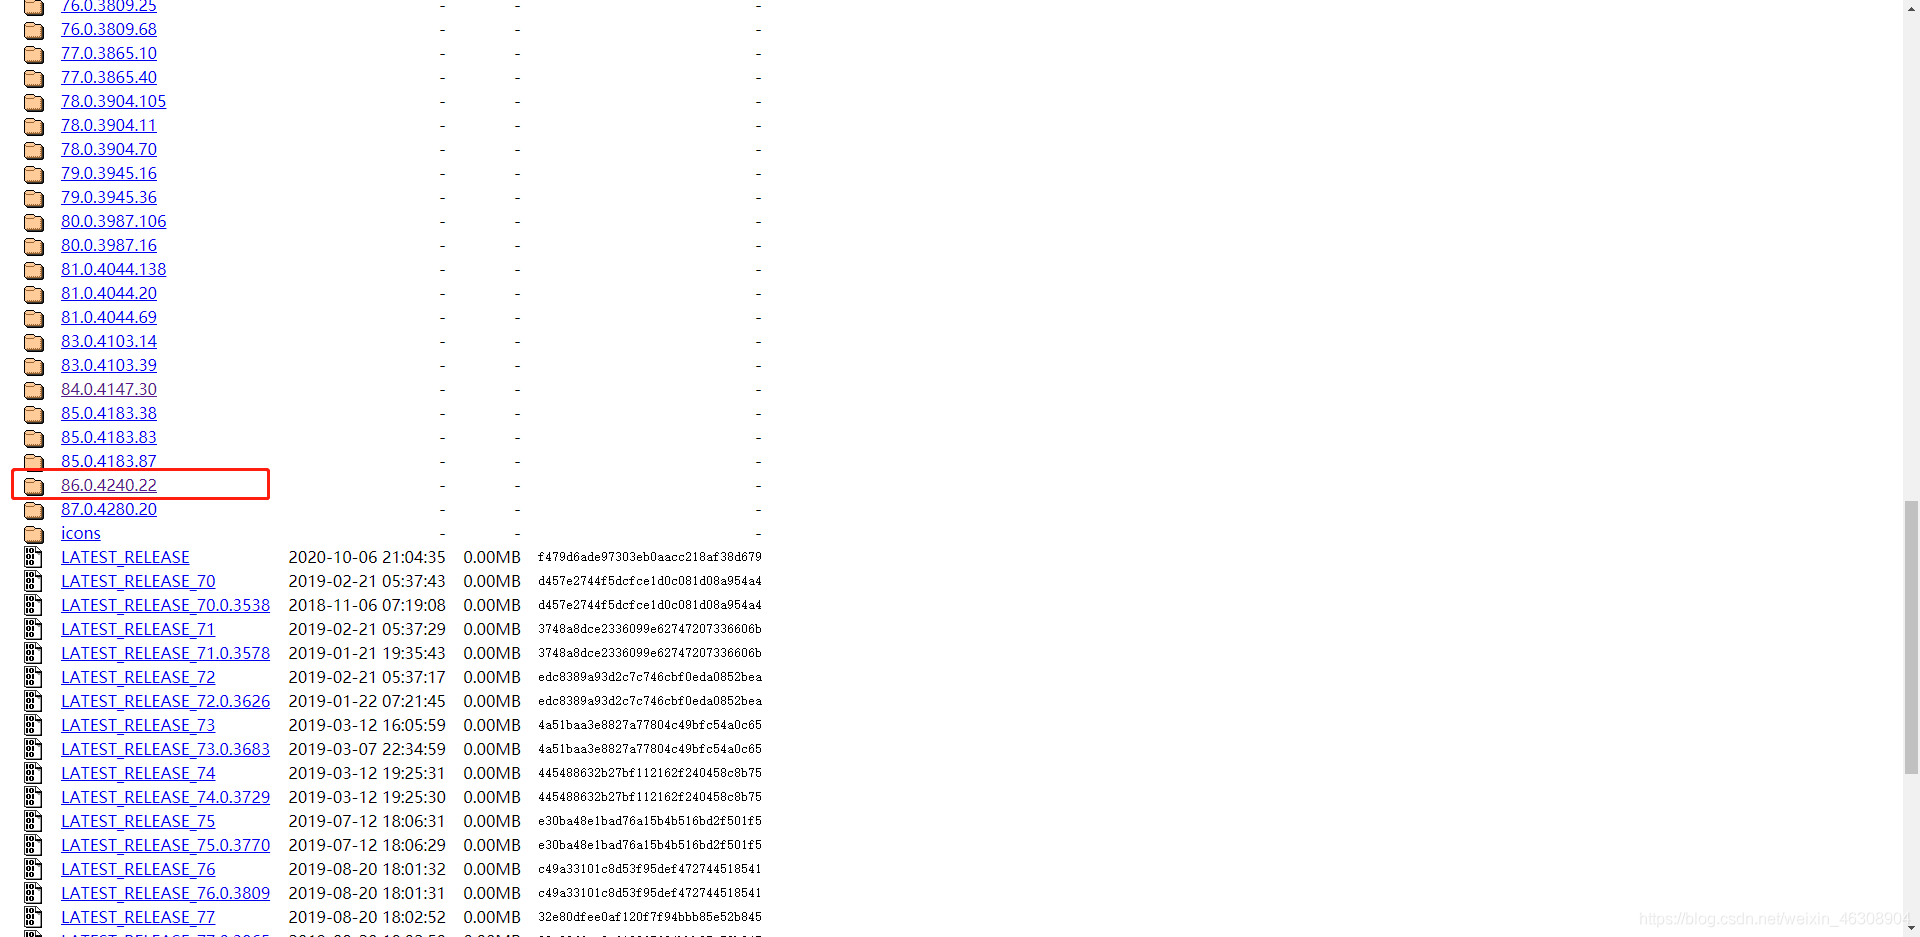 76.0.3809.25 - - -
76.0.3809.68 - - -
77.0.3865.10 - - -
77.0.3865.40 - - -
78.0.3904.105 - - -
78.0.3904.11 - - -
78.0.3904.70 - - -
79.0.3945.16 - - -
79.0.3945.36 - - -
80.0.3987.106 - - -
80.0.3987.16 - - -
81.0.4044.138 - - -
81.0.4044.20 - - -
81.0.4044.69 - - -
83.0.4103.14 - - -
83.0.4103.39 - - -
84.0.4147.30 - - -
85.0.4183.38 - - -
85.0.4183.83 - - -
85.0.4183.87 - - -
86.0.4240.22 - - -
87.0.4280.20 - - -
icons - - -
LATEST_RELEASE 2020-10-06 21:04:35 0.00MB f479d6ade97303eb0aacc218af38d679
LATEST_RELEASE_70 2019-02-21 05:37:43 0.00MB d457e2744f5dcfce1d0c081d08a954a4
LATEST_RELEASE_70.0.3538 2018-11-06 07:19:08 0.00MB d457e2744f5dcfce1d0c081d08a954a4
LATEST_RELEASE_71 2019-02-21 05:37:29 0.00MB 3748a8dce2336099e62747207336606b
LATEST_RELEASE_71.0.3578 2019-01-21 19:35:43 0.00MB 3748a8dce2336099e62747207336606b
LATEST_RELEASE_72 2019-02-21 05:37:17 0.00MB edc8389a93d2c7c746cbf0eda0852bea
LATEST_RELEASE_72.0.3626 2019-01-22 07:21:45 0.00MB edc8389a93d2c7c746cbf0eda0852bea
LATEST_RELEASE_73 2019-03-12 16:05:59 0.00MB 4a51baa3e8827a77804c49bfc54a0c65
LATEST_RELEASE_73.0.3683 2019-03-07 22:34:59 0.00MB 4a51baa3e8827a77804c49bfc54a0c65
LATEST_RELEASE_74 2019-03-12 19:25:31 0.00MB 445488632b27bf112162f240458c8b75
LATEST_RELEASE_74.0.3729 2019-03-12 19:25:30 0.00MB 445488632b27bf112162f240458c8b75
LATEST_RELEASE_75 2019-07-12 18:06:31 0.00MB e30ba48e1bad76a15b4b516bd2f501f5
LATEST_RELEASE_75.0.3770 2019-07-12 18:06:29 0.00MB e30ba48e1bad76a15b4b516bd2f501f5
LATEST_RELEASE_76 2019-08-20 18:01:32 0.00MB c49a33101c8d53f95def472744518541
LATEST_RELEASE_76.0.3809 2019-08-20 18:01:31 0.00MB c49a33101c8d53f95def472744518541
LATEST_RELEASE_77 2019-08-20 18:02:52 0.00MB 32e80dfee0af120f7f94bbb85e52b845
https://blog.csdn.net/weixin_46308904